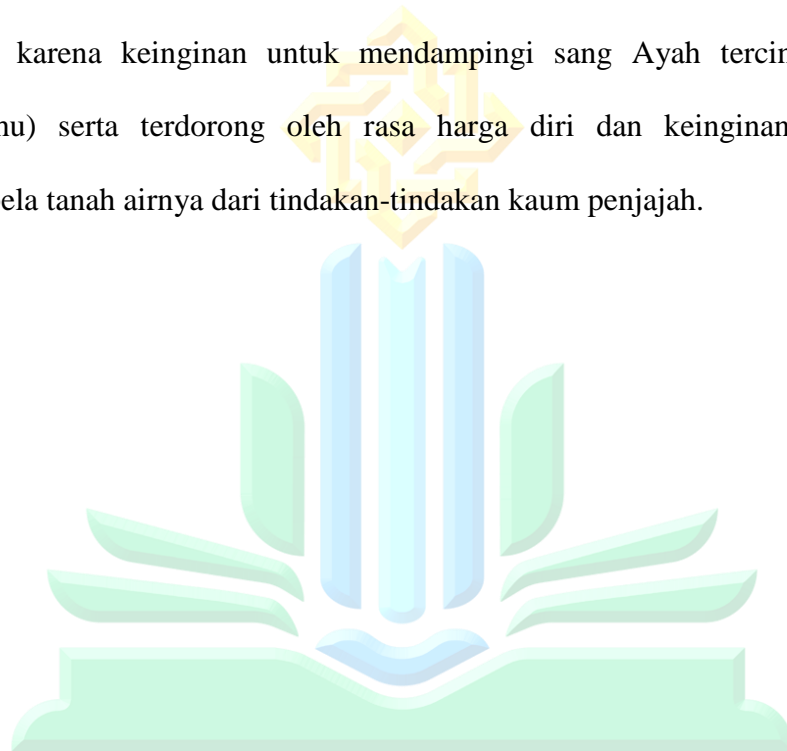 karena keinginan untuk mendampingi sang Ayah tercin
nu) serta terdorong oleh rasa harga diri dan keinginan
ela tanah airnya dari tindakan-tindakan kaum penjajah.